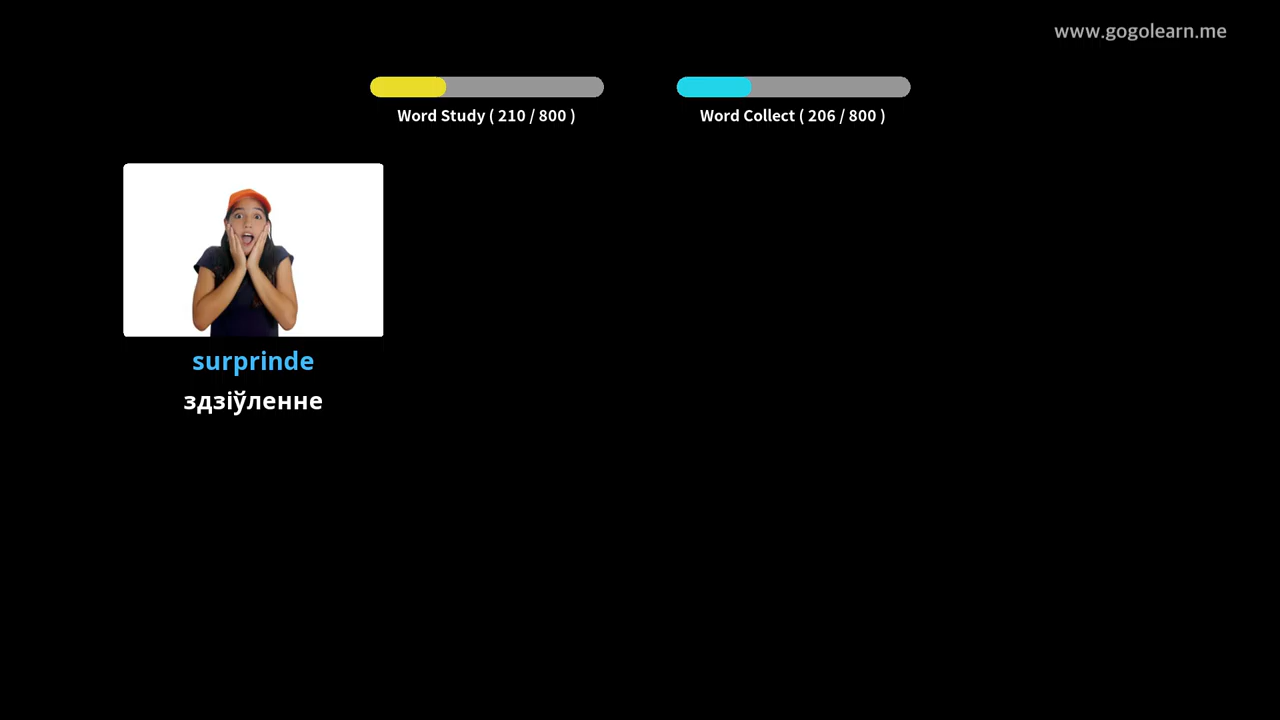 www.gogolearn.me
Word Study ( 210 / 800 )
Word Collect ( 206 / 800 )
surprinde
здзіўленне